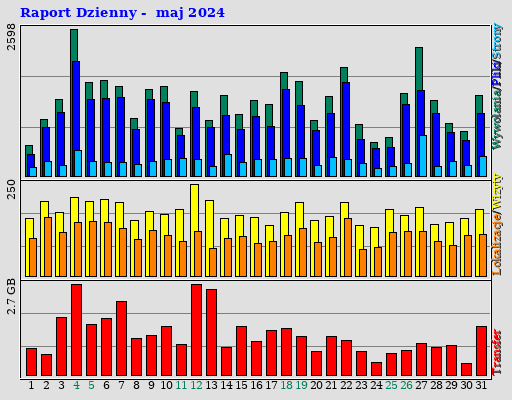 Raport Dzienny - maj 2024
2598
Wywołania/Pliki/Strony
250
Lokalizacje/Wizyty
2.7 GB
Transfer
1 2 3 4 5 6 7 8 9 10 11 12 13 14 15 16 17 18 19 20 21 22 23 24 25 26 27 28 29 30 31